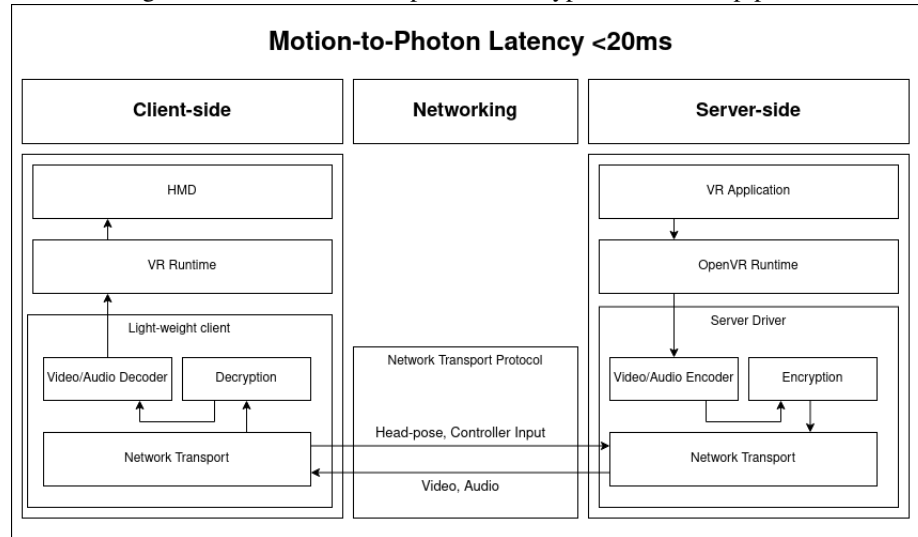 Motion-to-Photon Latency <20ms
Client-side
Networking
Server-side
HMD
VR Runtime
Light-weight client
Video/Audio Decoder
Decryption
Network Transport
Network Transport Protocol
Head-pose, Controller Input
Video, Audio
VR Application
OpenVR Runtime
Server Driver
Video/Audio Encoder
Encryption
Network Transport